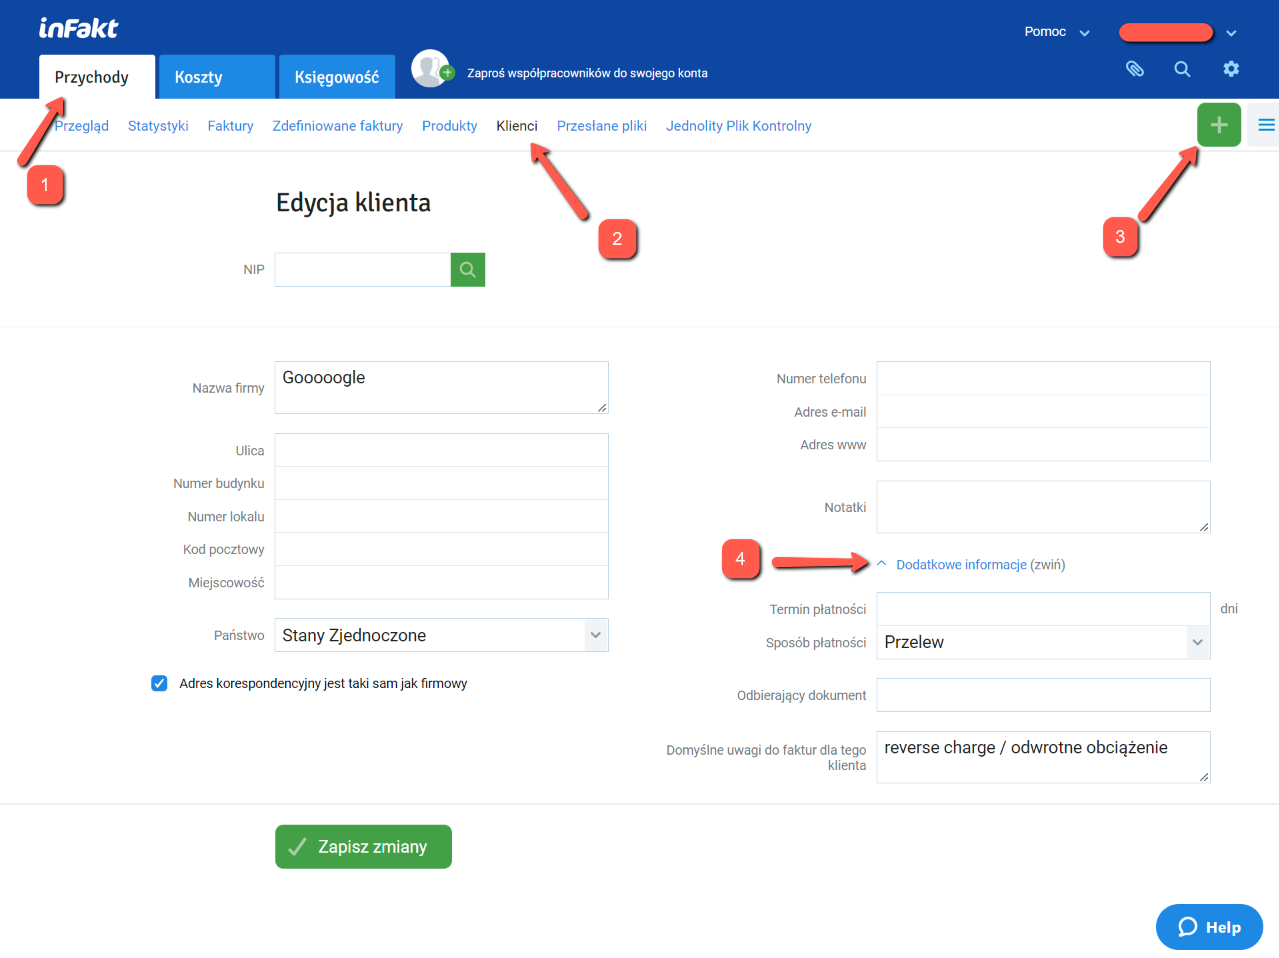 inFakt
Pomoc
Przychody
Koszty
Księgowość
Zaproś współpracowników do swojego konta
Przegląd Statystyki Faktury Zdefiniowane faktury Produkty Klienci Przesłane pliki Jednolity Plik Kontrolny
1
2
3
Edycja klienta
NIP
Nazwa firmy
Gooooogle
Ulica
Numer budynku
Numer lokalu
Kod pocztowy
Miejscowość
Państwo
Stany Zjednoczone
Adres korespondencyjny jest taki sam jak firmowy
Numer telefonu
Adres e-mail
Adres www
Notatki
4
Dodatkowe informacje (zwiń)
Termin płatności
dni
Sposób płatności
Przelew
Odbierający dokument
Domyślne uwagi do faktur dla tego
klienta
reverse charge / odwrotne obciążenie
Zapisz zmiany
Help